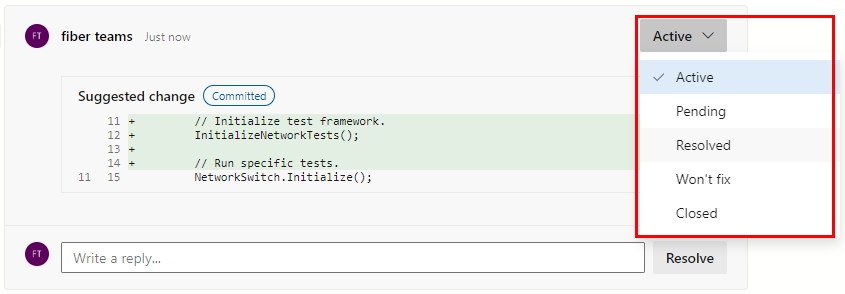 FT fiber teams Just now Active
Active
Suggested change Committed
Pending
11 + // Initialize test framework.
12 + InitializeNetworkTests();
13 +
Resolved
14 + // Run specific tests.
11 15 NetworkSwitch.Initialize();
Won't fix
Closed
FT Write a reply... Resolve